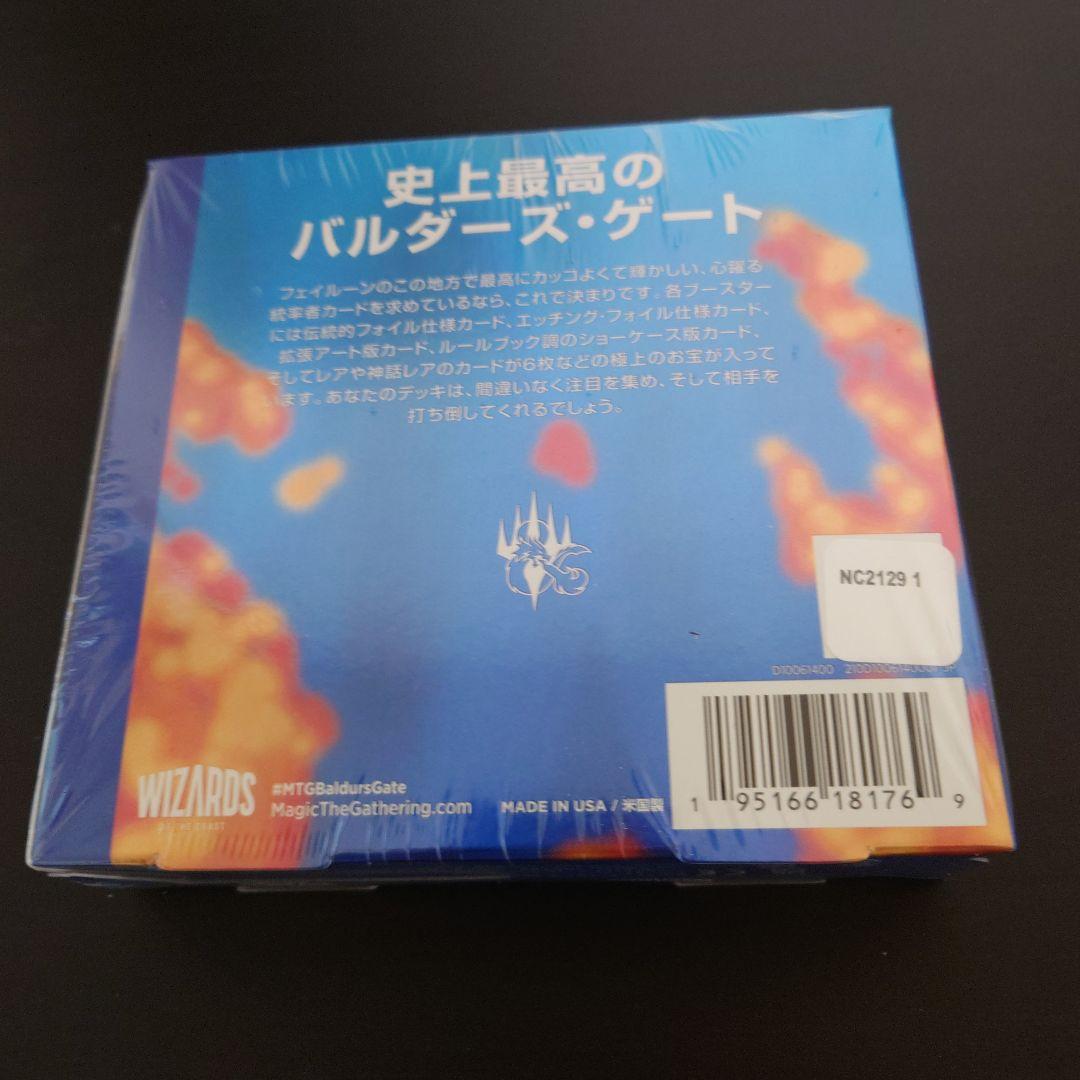 史上最高の
バルダーズ・ゲート
フェイルーンのこの地方で最高にカッコよくて輝かしい、心躍る
統率者カードを求めているなら、これで決まりです。各ブースター
には伝統的フォイル仕様カード、エッチング・フォイル仕様カード、
拡張アート版カード、ルールブック調のショーケース版カード、
そしてレアや神話レアのカードが6枚などの極上のお宝が入って
います。あなたのデッキは、間違いなく注目を集め、そして相手を
打ち倒してくれるでしょう。
NC2129 1
D10061400
WIZARDS
#MTGBaldursGate
MagicTheGathering.com
MADE IN USA / 米国製
1 95166 18176 9